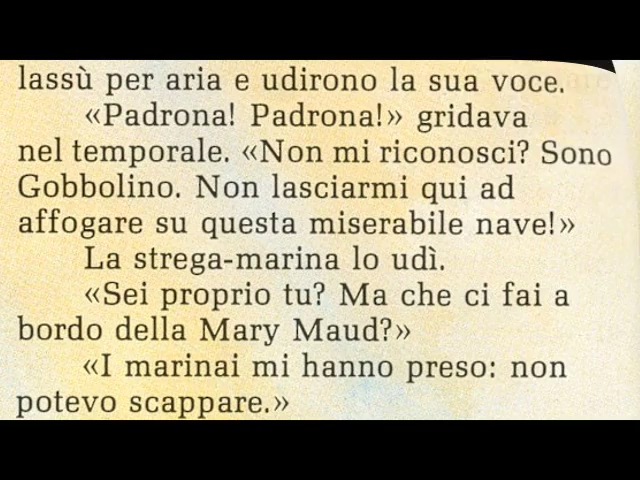 lassù per aria e udirono la sua voce.
«Padrona! Padrona!» gridava
nel temporale. «Non mi riconosci? Sono
Gobbolino. Non lasciarmi qui ad
affogare su questa miserabile nave!»
La strega-marina lo udì.
«Sei proprio tu? Ma che ci fai a
bordo della Mary Maud?»
«I marinai mi hanno preso: non
potevo scappare.»